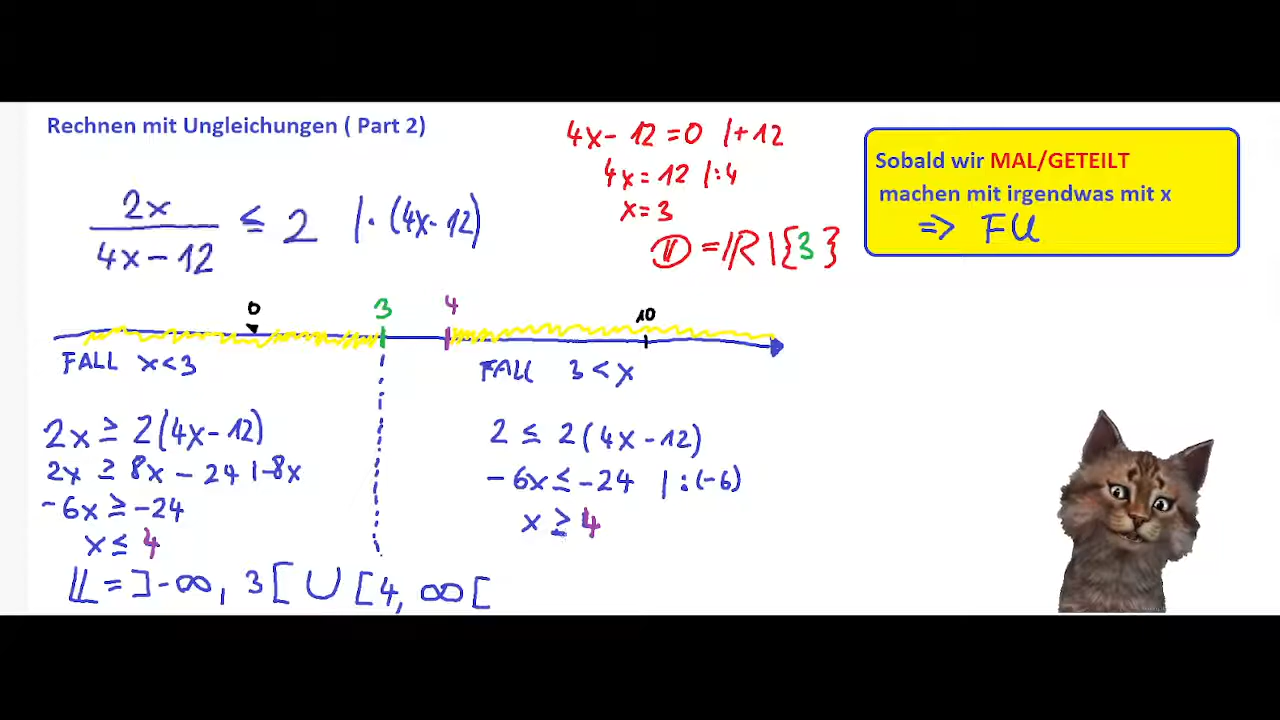 Rechnen mit Ungleichungen ( Part 2)
2x
4x - 12
≤ 2 | · (4x - 12)
4x - 12 = 0 | + 12
4x = 12 | : 4
x = 3
𝔻 = ℝ \ {3}
Sobald wir MAL/GETEILT
machen mit irgendwas mit x
=> FU
0 3 4 10
FALL x < 3
FALL 3 < x
2x ≥ 2(4x - 12)
2x ≥ 8x - 24 | -8x
-6x ≥ -24
x ≤ 4
2 ≤ 2(4x - 12)
-6x ≤ -24 | : (-6)
x ≥ 4
𝕃 = ]-∞, 3[ ∪ [4, ∞[